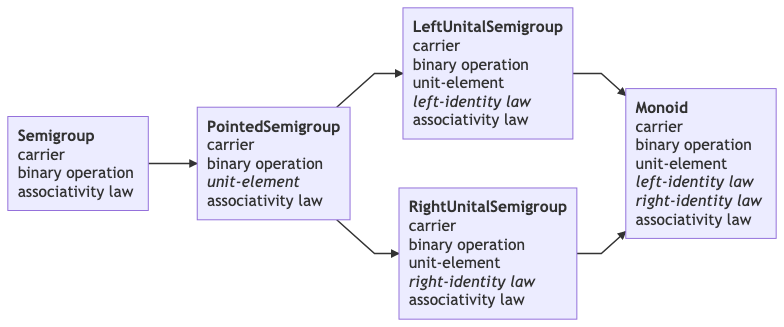 Semigroup
carrier
binary operation
associativity law
PointedSemigroup
carrier
binary operation
unit-element
associativity law
LeftUnitalSemigroup
carrier
binary operation
unit-element
left-identity law
associativity law
RightUnitalSemigroup
carrier
binary operation
unit-element
right-identity law
associativity law
Monoid
carrier
binary operation
unit-element
left-identity law
right-identity law
associativity law